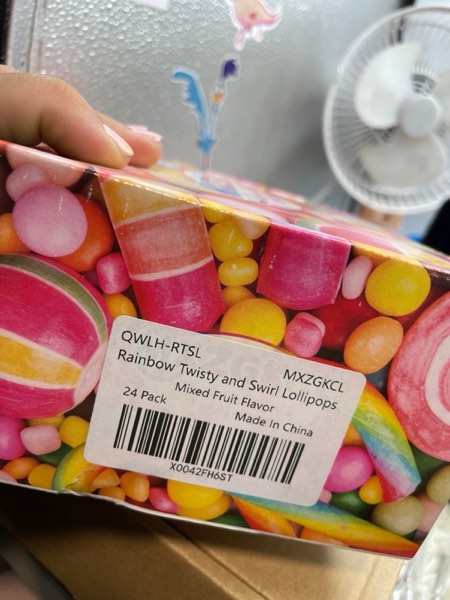 QWLH-RTSL MXZGKCL
Rainbow Twisty and Swirl Lollipops
Mixed Fruit Flavor
24 Pack Made In China
X0042FH6ST